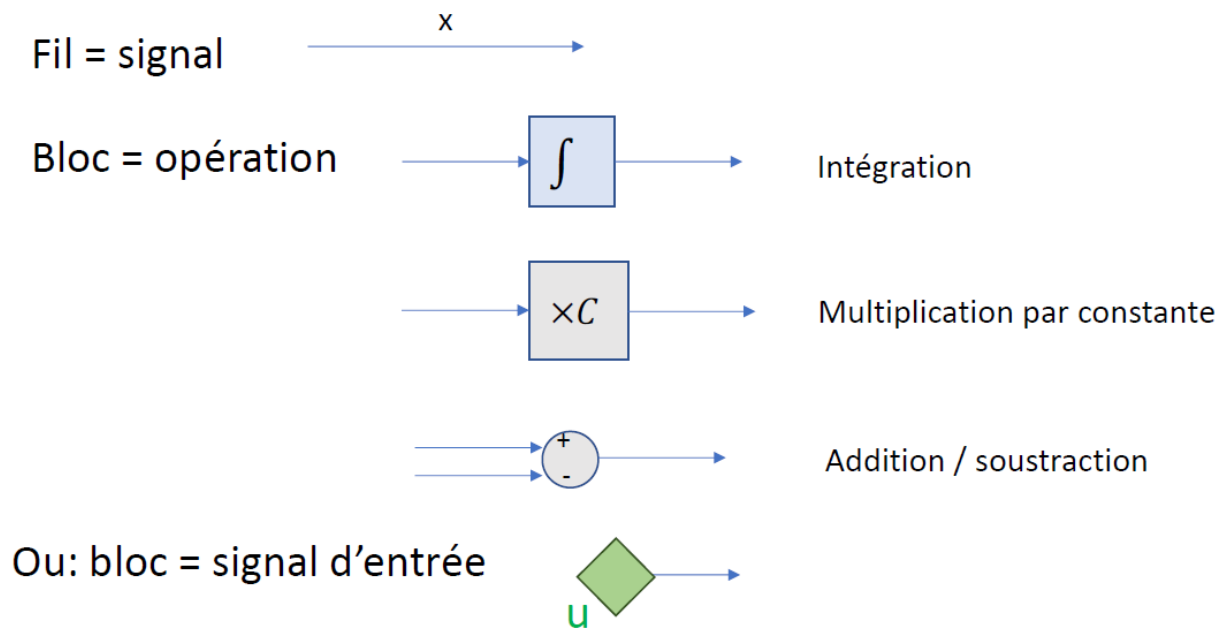 x
Fil = signal
Bloc = opération
∫
Intégration
×C
Multiplication par constante
+
-
Addition / soustraction
Ou: bloc = signal d’entrée
u